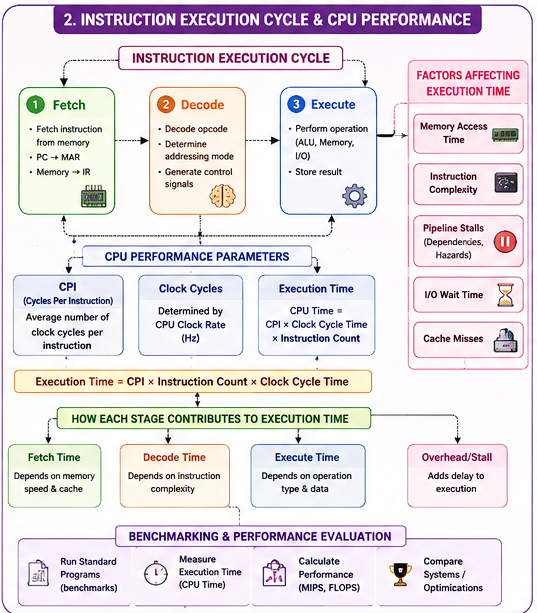 2. INSTRUCTION EXECUTION CYCLE & CPU PERFORMANCE
INSTRUCTION EXECUTION CYCLE
1 Fetch
• Fetch instruction
from memory
• PC → MAR
• Memory → IR
2 Decode
• Decode opcode
• Determine
addressing mode
• Generate control
signals
3 Execute
• Perform operation
(ALU, Memory,
I/O)
• Store result
FACTORS AFFECTING
EXECUTION TIME
Memory Access
Time
Instruction
Complexity
Pipeline Stalls
(Dependencies,
Hazards)
I/O Wait Time
Cache Misses
CPU PERFORMANCE PARAMETERS
CPI
(Cycles Per Instruction)
Average number of
clock cycles per
instruction
Clock Cycles
Determined by
CPU Clock Rate
(Hz)
Execution Time
CPU Time =
CPI × Clock Cycle Time
× Instruction Count
Execution Time = CPI × Instruction Count × Clock Cycle Time
HOW EACH STAGE CONTRIBUTES TO EXECUTION TIME
Fetch Time
Depends on memory
speed & cache
Decode Time
Depends on instruction
complexity
Execute Time
Depends on operation
type & data
Overhead/Stall
Adds delay to
execution
BENCHMARKING & PERFORMANCE EVALUATION
Run Standard
Programs
(benchmarks)
Measure
Execution Time
(CPU Time)
Calculate
Performance
(MIPS, FLOPS)
Compare
Systems /
Optimications